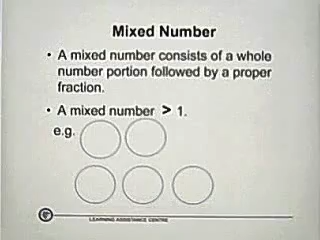 Mixed Number
• A mixed number consists of a whole
number portion followed by a proper
fraction.
• A mixed number > 1.
e.g.
LEARNING ASSISTANCE CENTRE